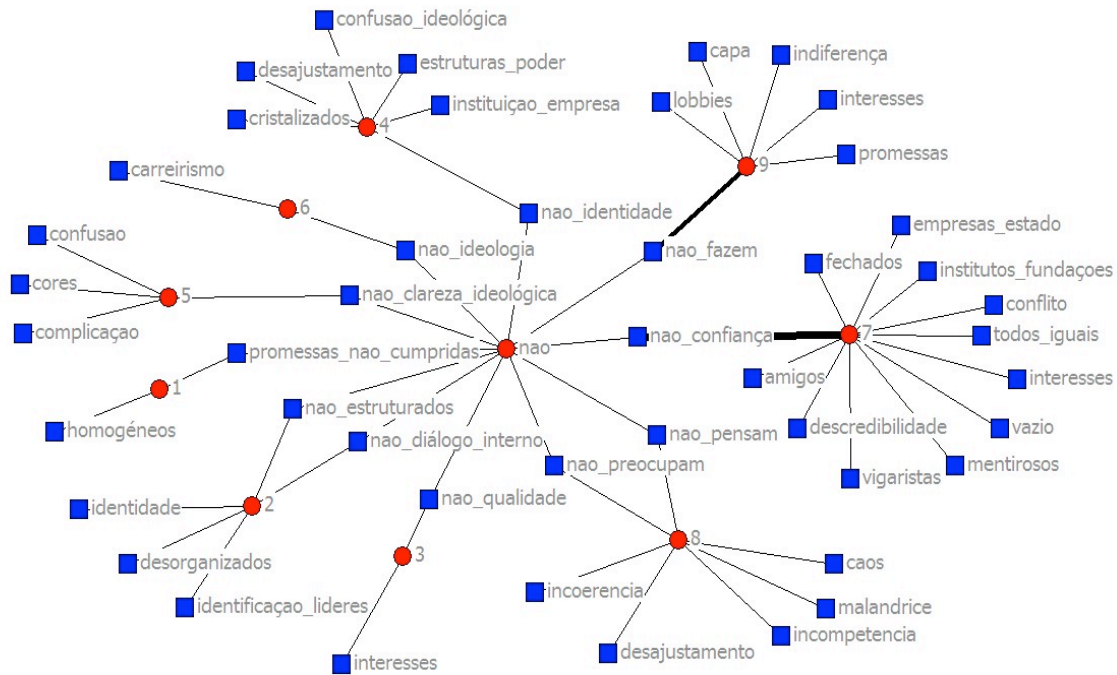 confusao_ideológica
desajustamento
estruturas_poder
instituiçao_empresa
cristalizados
4
capa
indiferença
lobbies
interesses
promessas
9
carreirismo
6
nao_identidade
nao_ideologia
nao_fazem
confusao
cores
complicaçao
5
nao_clareza_ideológica
empresas_estado
fechados
institutos_fundaçoes
conflito
todos_iguais
interesses
7
nao_confiança
amigos
descredibilidade
vazio
mentirosos
vigaristas
nao
promessas_nao_cumpridas
1
homogéneos
nao_estruturados
nao_diálogo_interno
nao_pensam
nao_preocupam
nao_qualidade
2
identidade
desorganizados
identificaçao_lideres
3
interesses
8
incoerencia
desajustamento
caos
malandrice
incompetencia